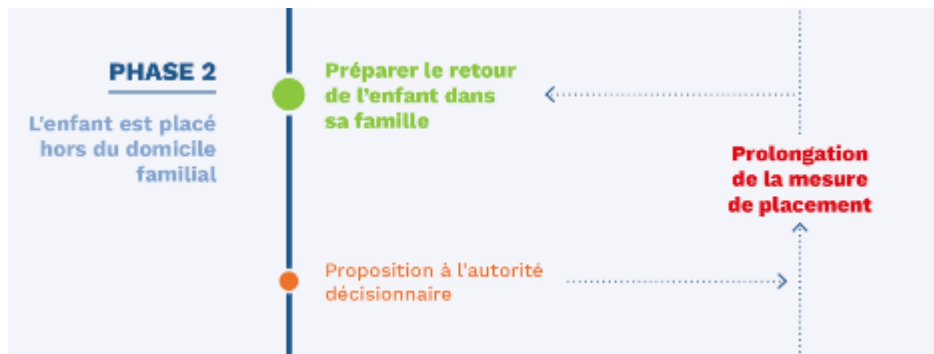 PHASE 2
L'enfant est placé
hors du domicile
familial
Préparer le retour
de l'enfant dans
sa famille
Prolongation
de la mesure
de placement
Proposition à l'autorité
décisionnaire